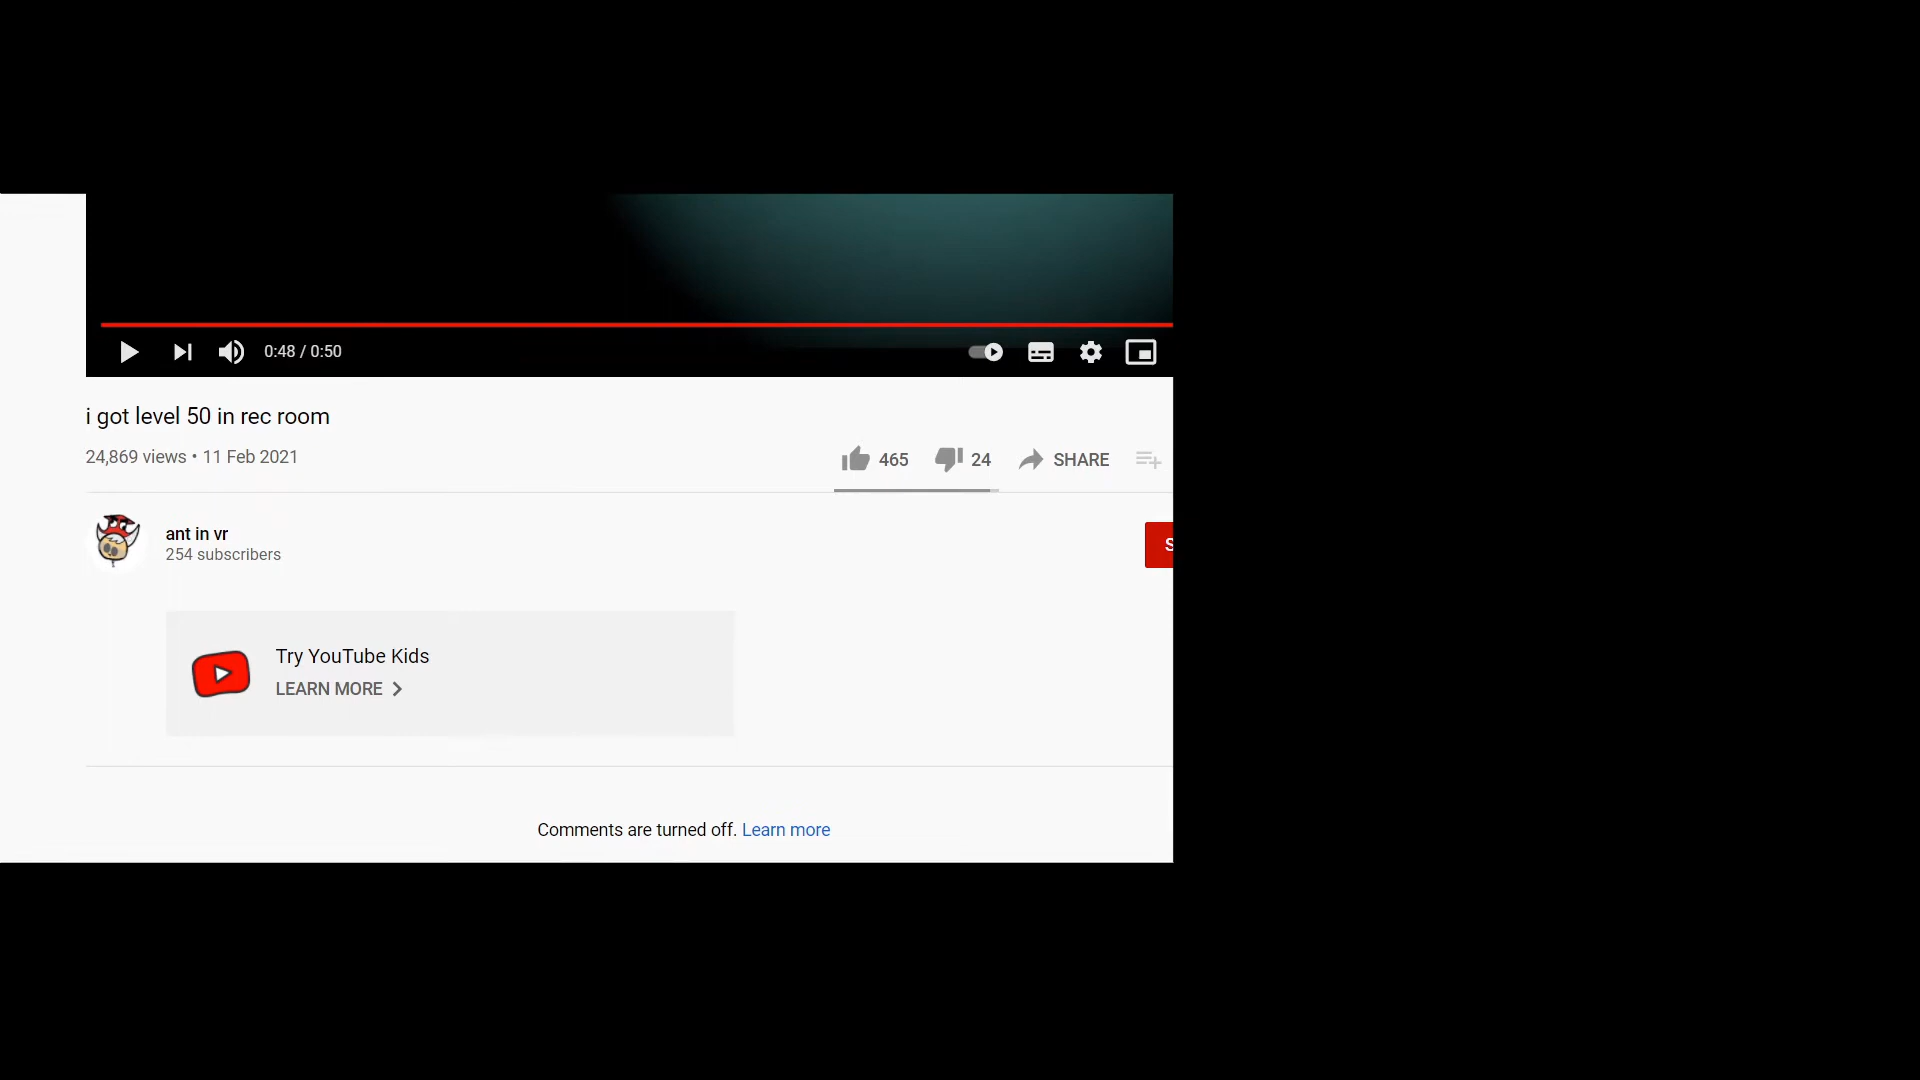 0:48 / 0:50
i got level 50 in rec room
24,869 views • 11 Feb 2021
465 24 SHARE
ant in vr
254 subscribers
S
Try YouTube Kids
LEARN MORE
Comments are turned off. Learn more